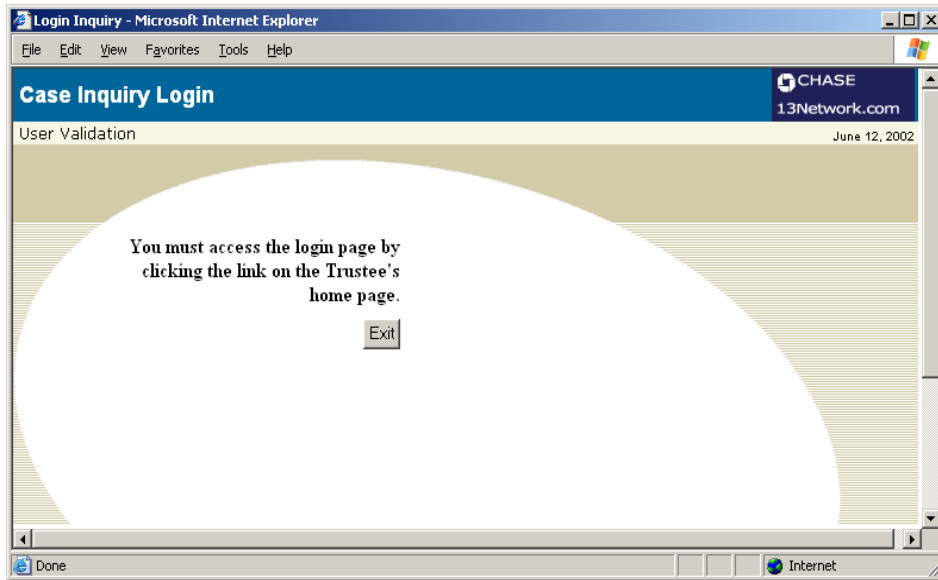 Login Inquiry - Microsoft Internet Explorer
File Edit View Favorites Tools Help
Case Inquiry Login
CHASE
13Network.com
User Validation
June 12, 2002
You must access the login page by
clicking the link on the Trustee's
home page.
Exit
Done
Internet